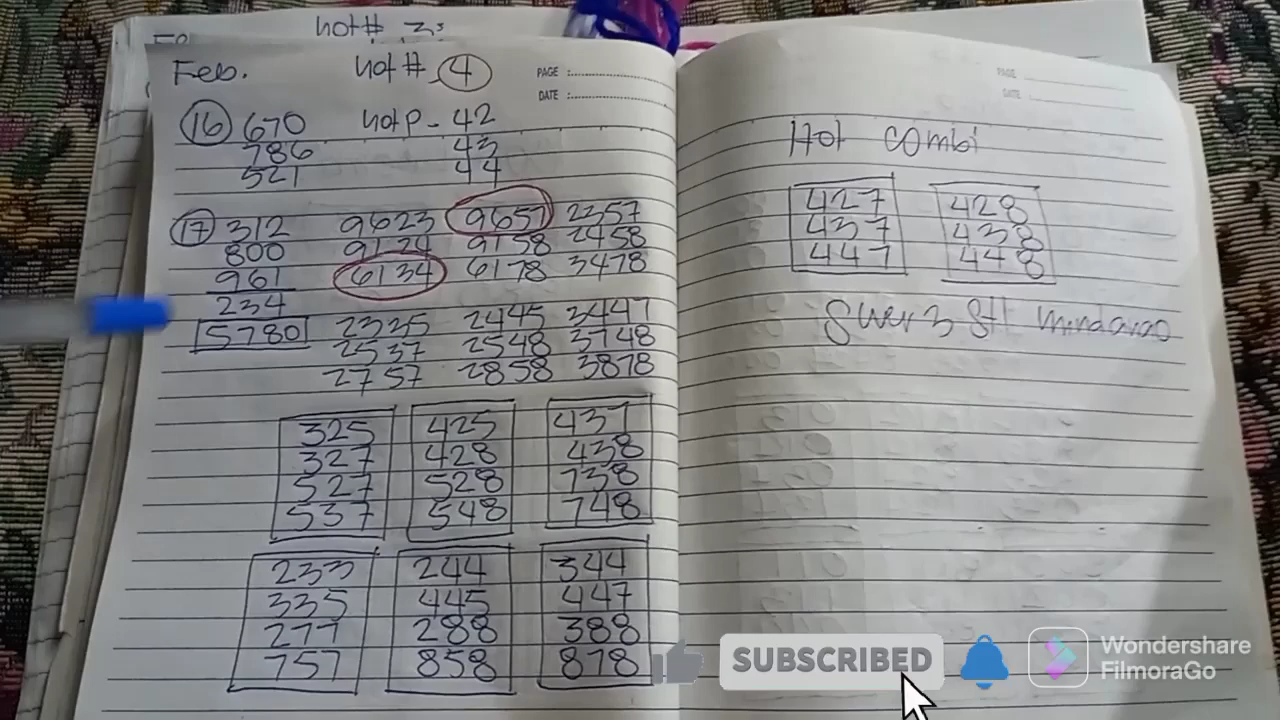 hot# 3:
Feb. hot# 4
PAGE :
DATE :
16 670 hot p - 42
786 43
521 44
17 312 9623 9657 2357
800 9124 9158 2458
961 6134 6178 3478
234
5780 2335 2445 3447
2537 2548 3748
2757 2858 3878
325 425 437
327 428 438
527 528 738
537 548 748
233 244 344
335 445 447
277 288 388
757 858 878
PAGE
DATE
Hot combi
427 428
437 438
447 448
Swer3 Stl mindanao
SUBSCRIBED
Wondershare
FilmoraGo